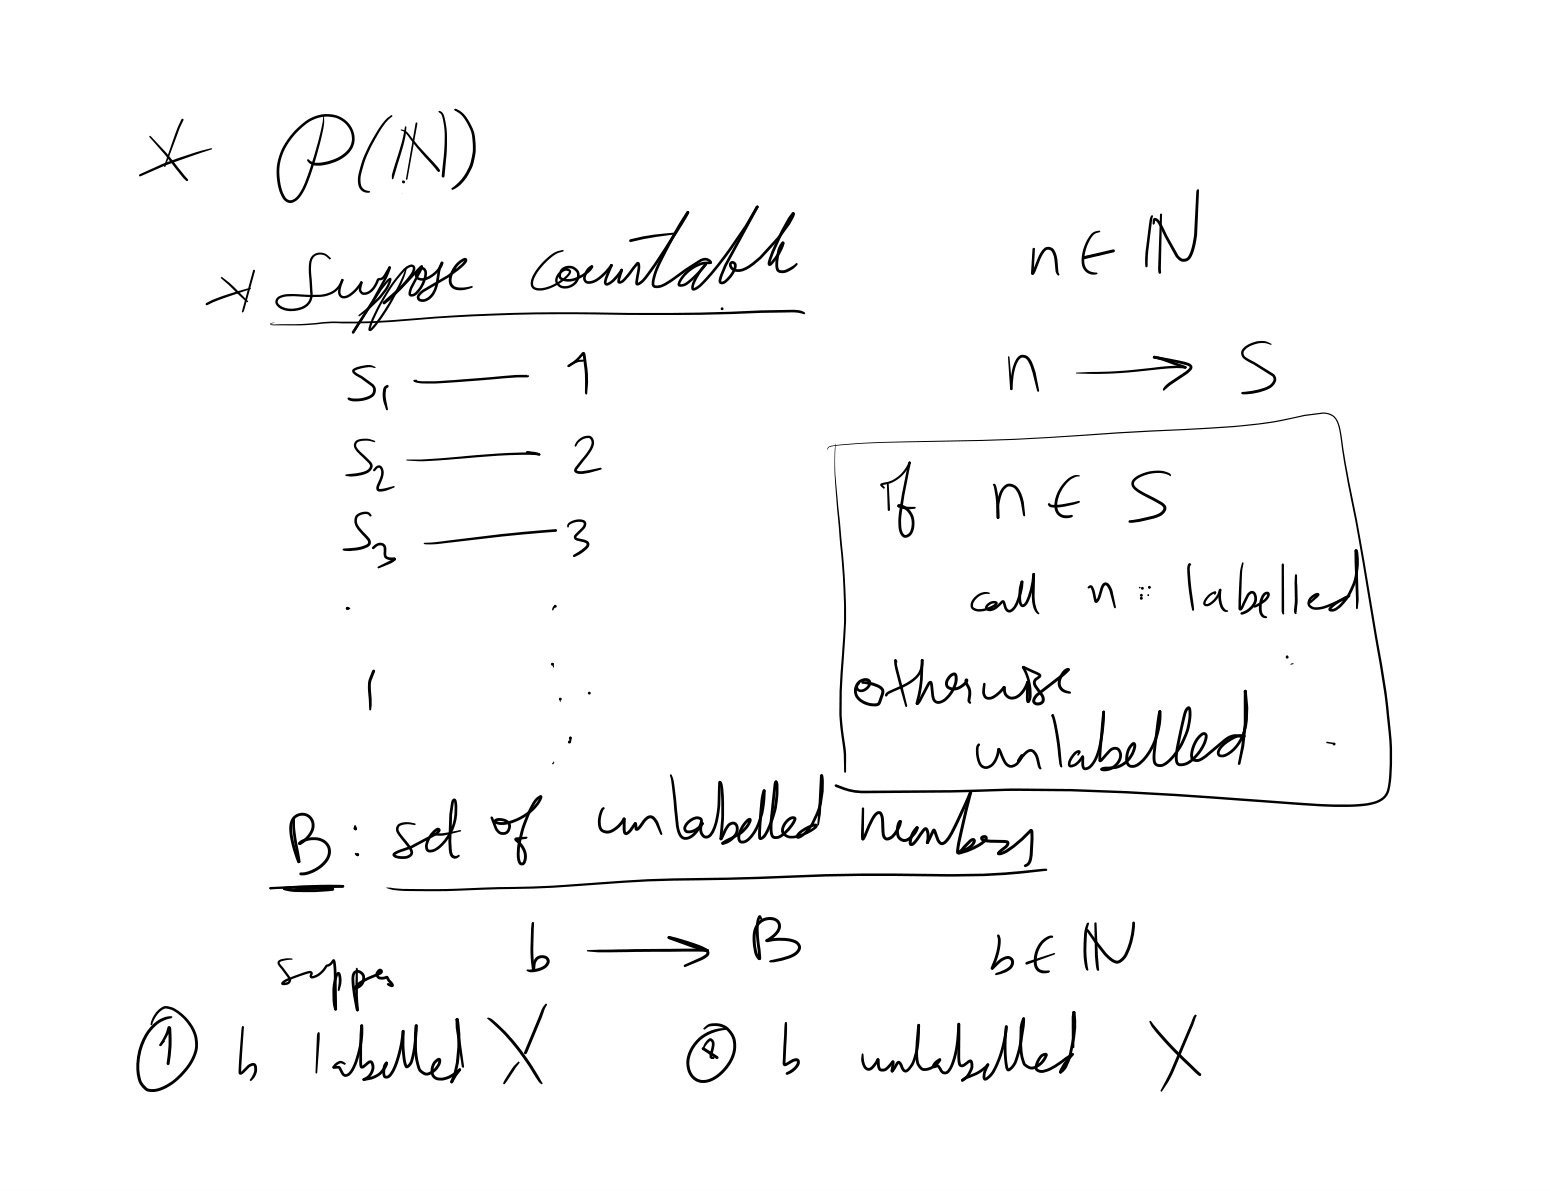 * P(ℕ)
* Suppose countable
n ∈ ℕ
S₁ —— 1
n ⟶ S
S₂ —— 2
S₃ —— 3
If n ∈ S
call n : labelled
otherwise
unlabelled
B : set of unlabelled numbers
b ⟶ B b ∈ ℕ
① b labelled X ② b unlabelled X